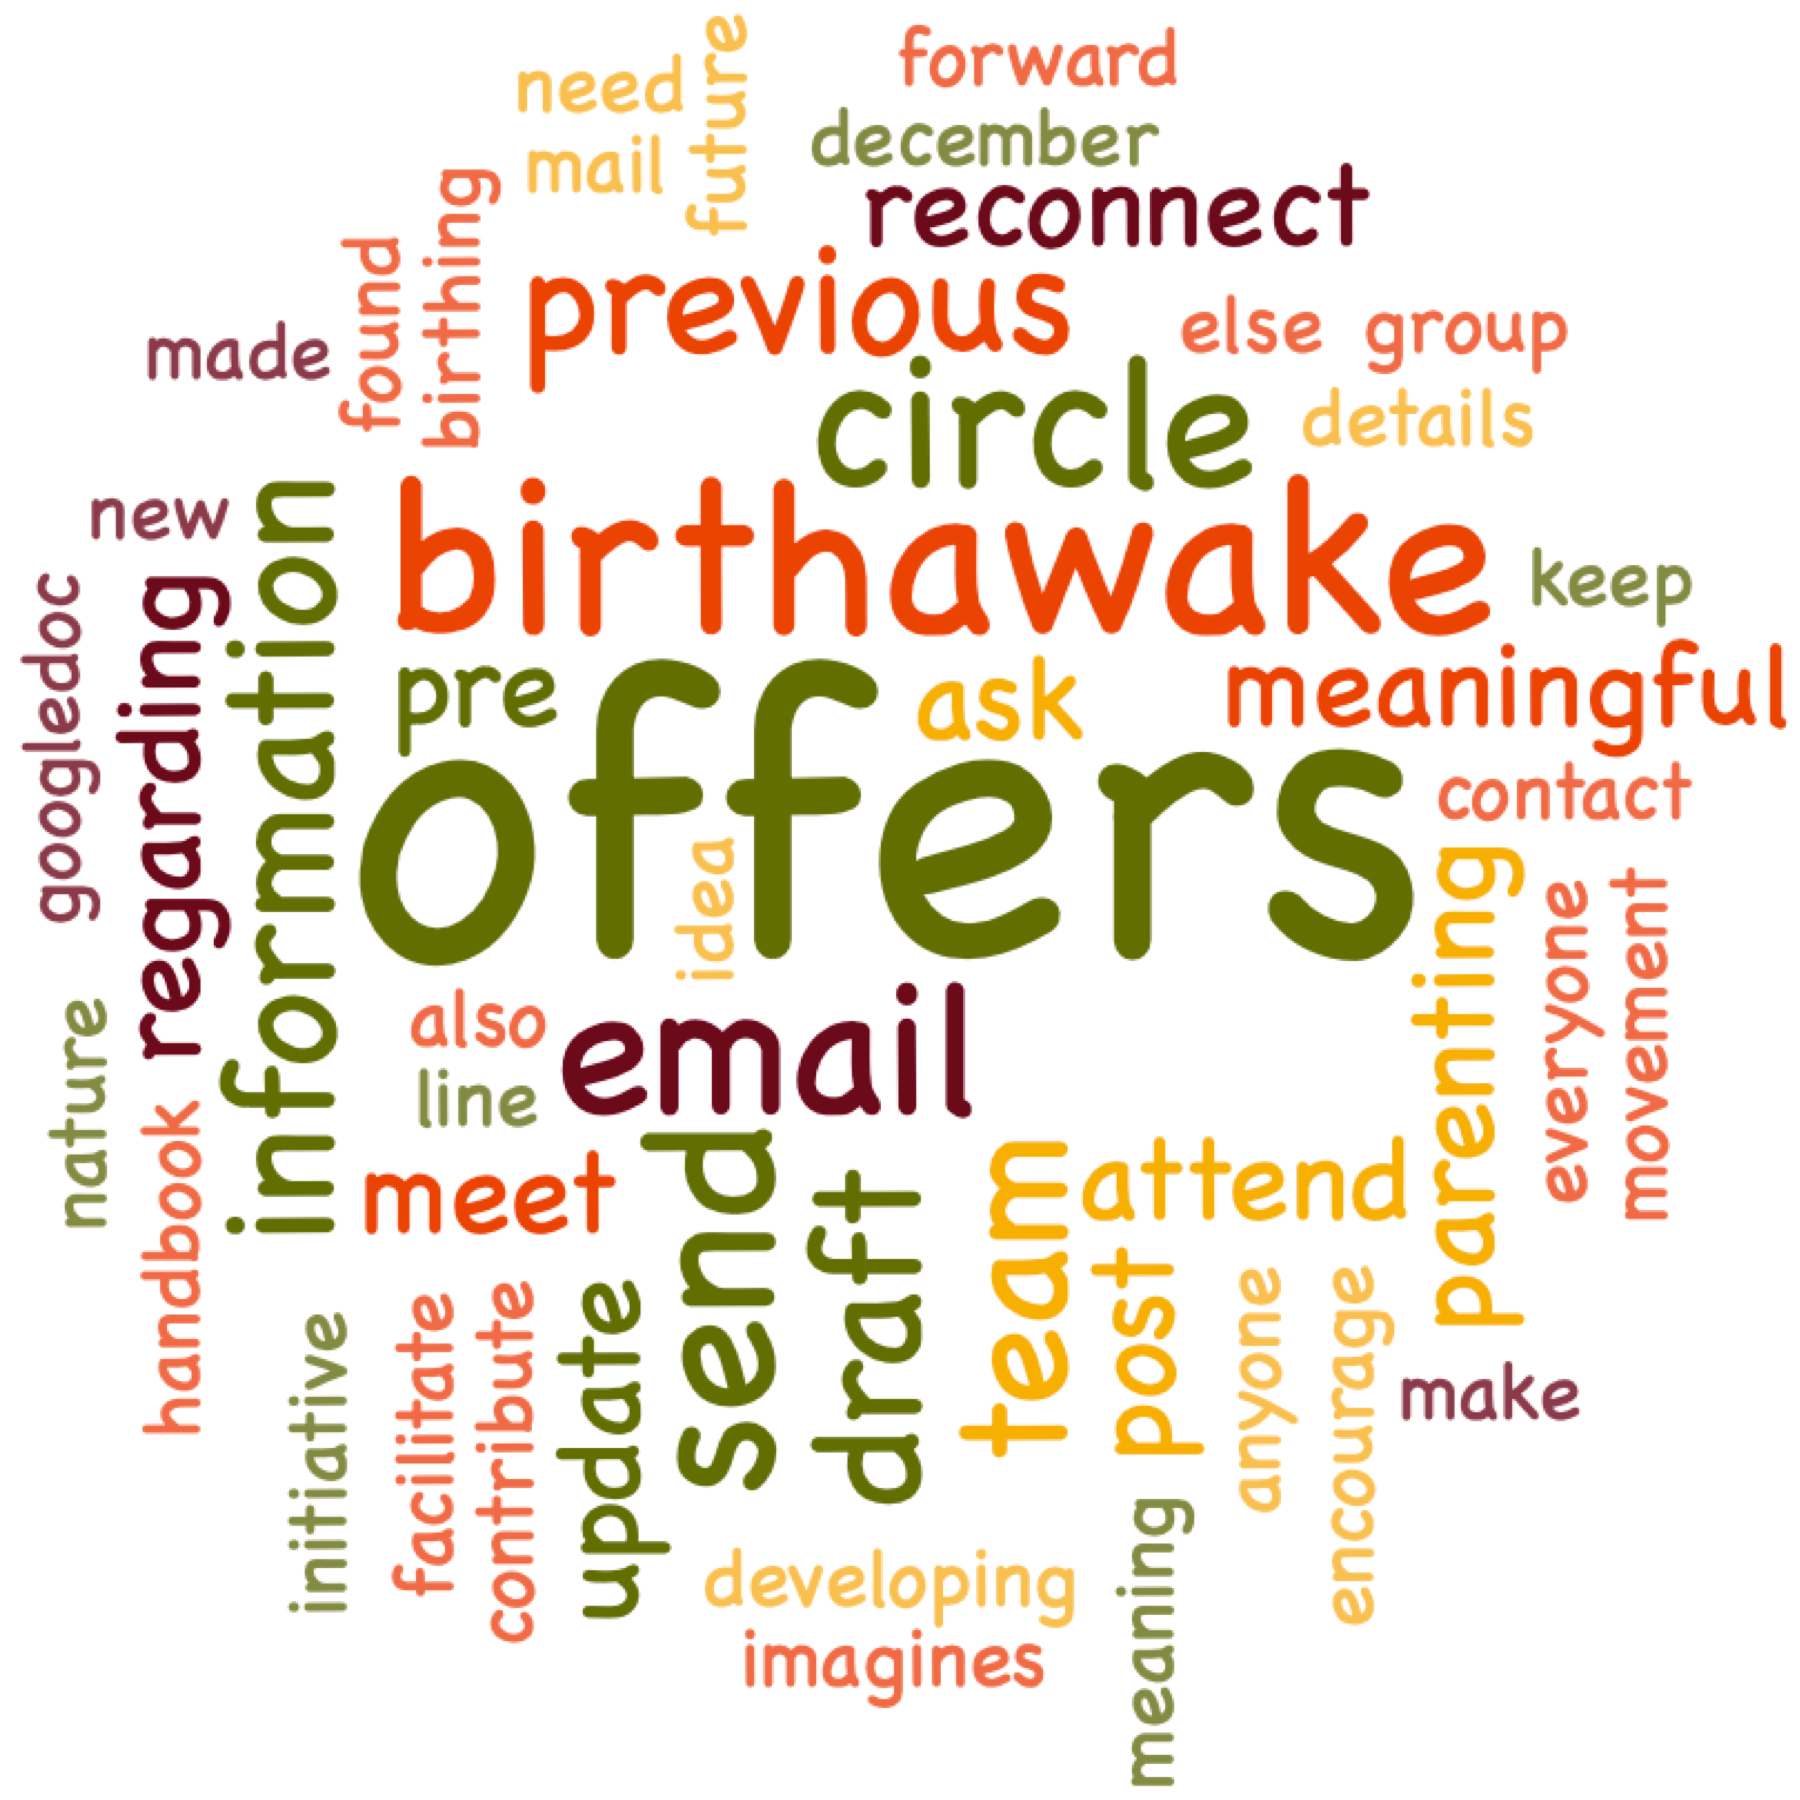 forward
need
future
december
mail
reconnect
birthing
found
previous
made
else group
circle
details
new
information
birthawake
keep
googledoc
regarding
pre
ask
meaningful
offers
contact
idea
parenting
everyone
movement
nature
also
email
line
handbook
meet
send
draft
team
attend
post
initiative
facilitate
contribute
update
anyone
encourage
make
developing
meaning
imagines